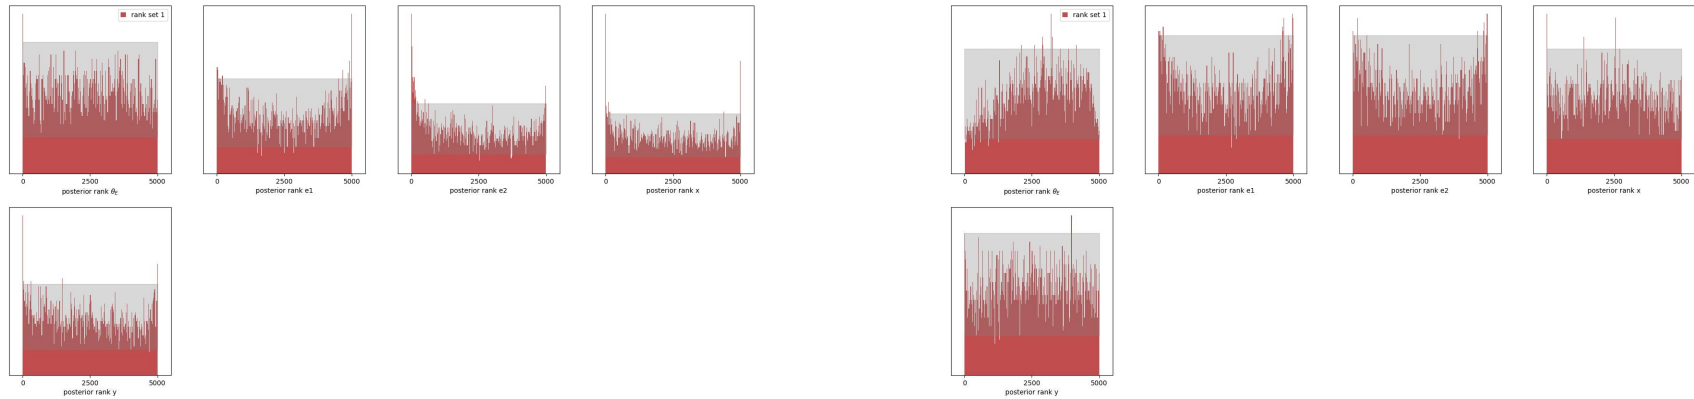 rank set 1
0 2500 5000
posterior rank θ_E
0 2500 5000
posterior rank e1
0 2500 5000
posterior rank e2
0 2500 5000
posterior rank x
rank set 1
0 2500 5000
posterior rank θ_E
0 2500 5000
posterior rank e1
0 2500 5000
posterior rank e2
0 2500 5000
posterior rank x
0 2500 5000
posterior rank y
0 2500 5000
posterior rank y